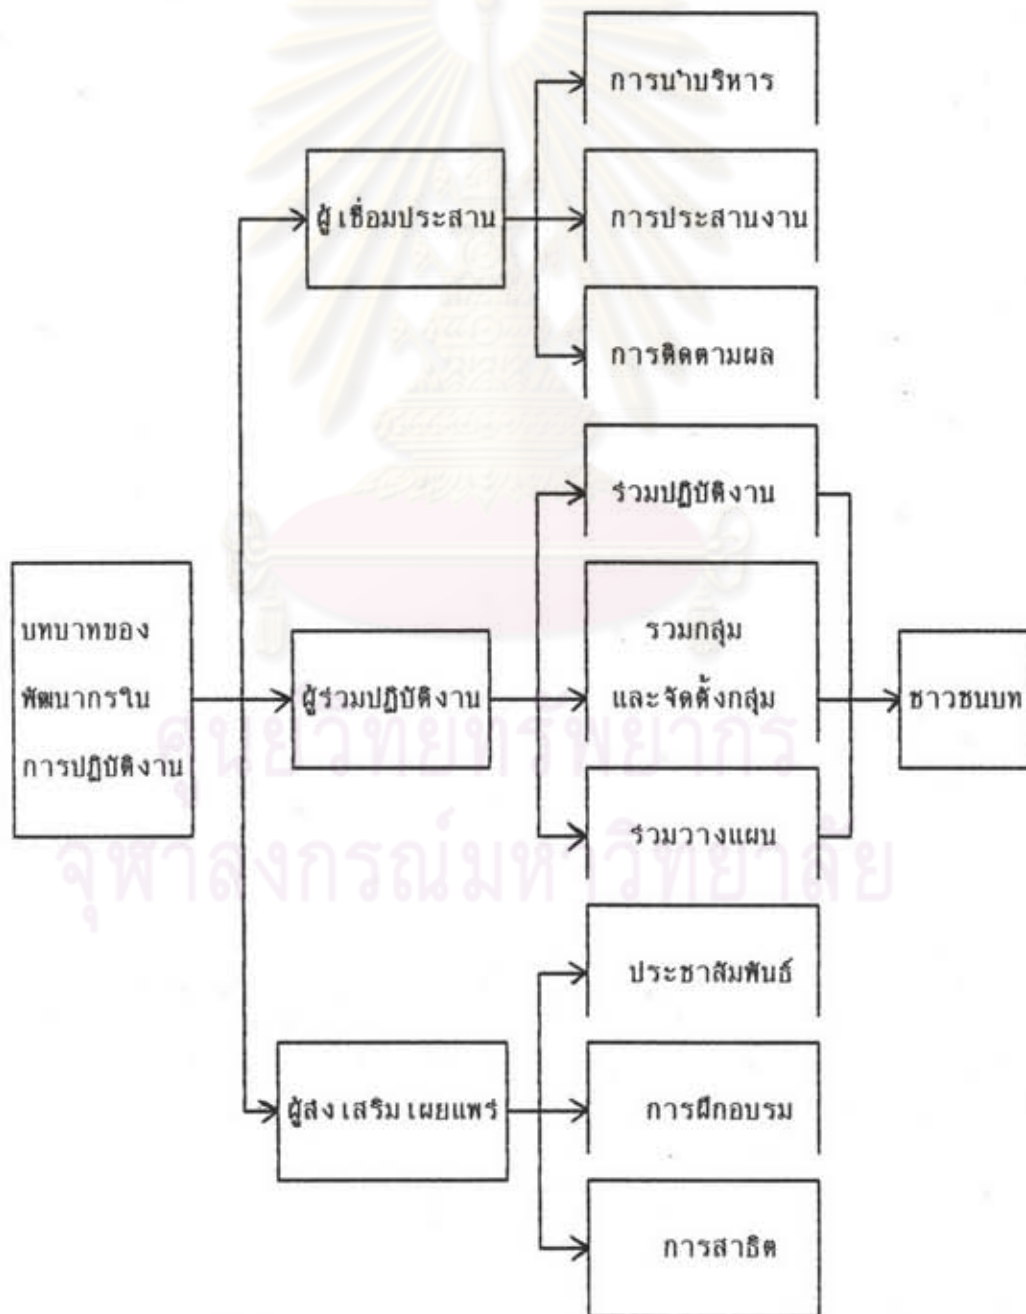 การนำบริหาร
ผู้เชื่อมประสาน
การประสานงาน
การติดตามผล
ร่วมปฏิบัติงาน
บทบาทของ
พัฒนากรใน
การปฏิบัติงาน
ผู้ร่วมปฏิบัติงาน
รวมกลุ่ม
และจัดตั้งกลุ่ม
ชาวชนบท
ร่วมวางแผน
ศูนย์วิทยทรัพยากร
จุฬาลงกรณ์มหาวิทยาลัย
ประชาสัมพันธ์
ผู้ส่งเสริมเผยแพร่
การฝึกอบรม
การสาธิต